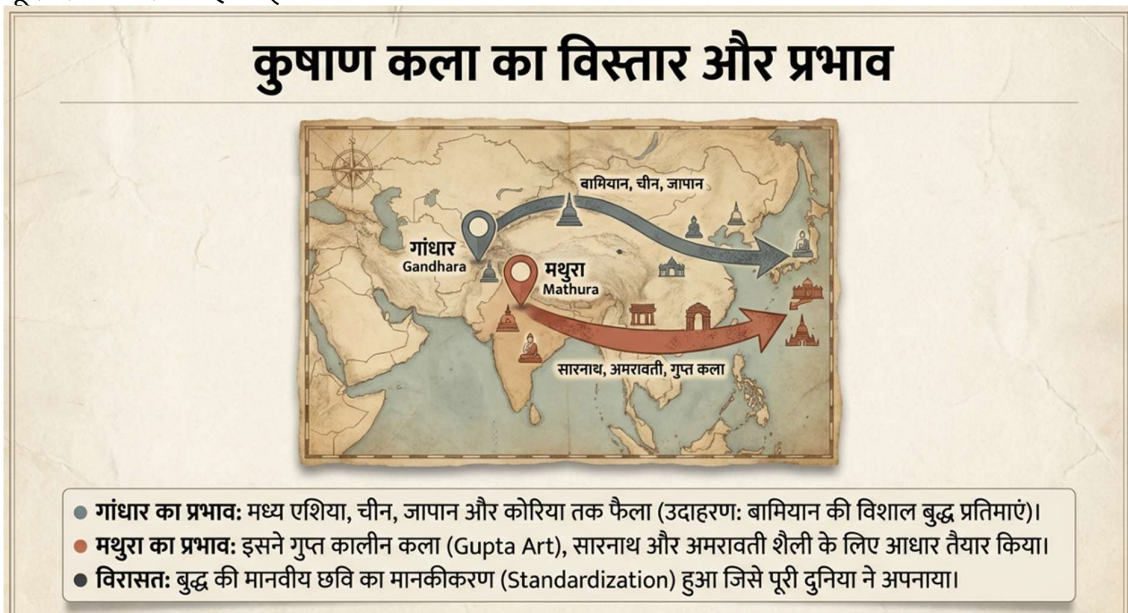 कुषाण कला का विस्तार और प्रभाव
बामियान, चीन, जापान
गांधार
Gandhara
मथुरा
Mathura
सारनाथ, अमरावती, गुप्त कला
गांधार का प्रभाव: मध्य एशिया, चीन, जापान और कोरिया तक फैला (उदाहरण: बामियान की विशाल बुद्ध प्रतिमाएं)।
मथुरा का प्रभाव: इसने गुप्त कालीन कला (Gupta Art), सारनाथ और अमरावती शैली के लिए आधार तैयार किया।
विरासत: बुद्ध की मानवीय छवि का मानकीकरण (Standardization) हुआ जिसे पूरी दुनिया ने अपनाया।